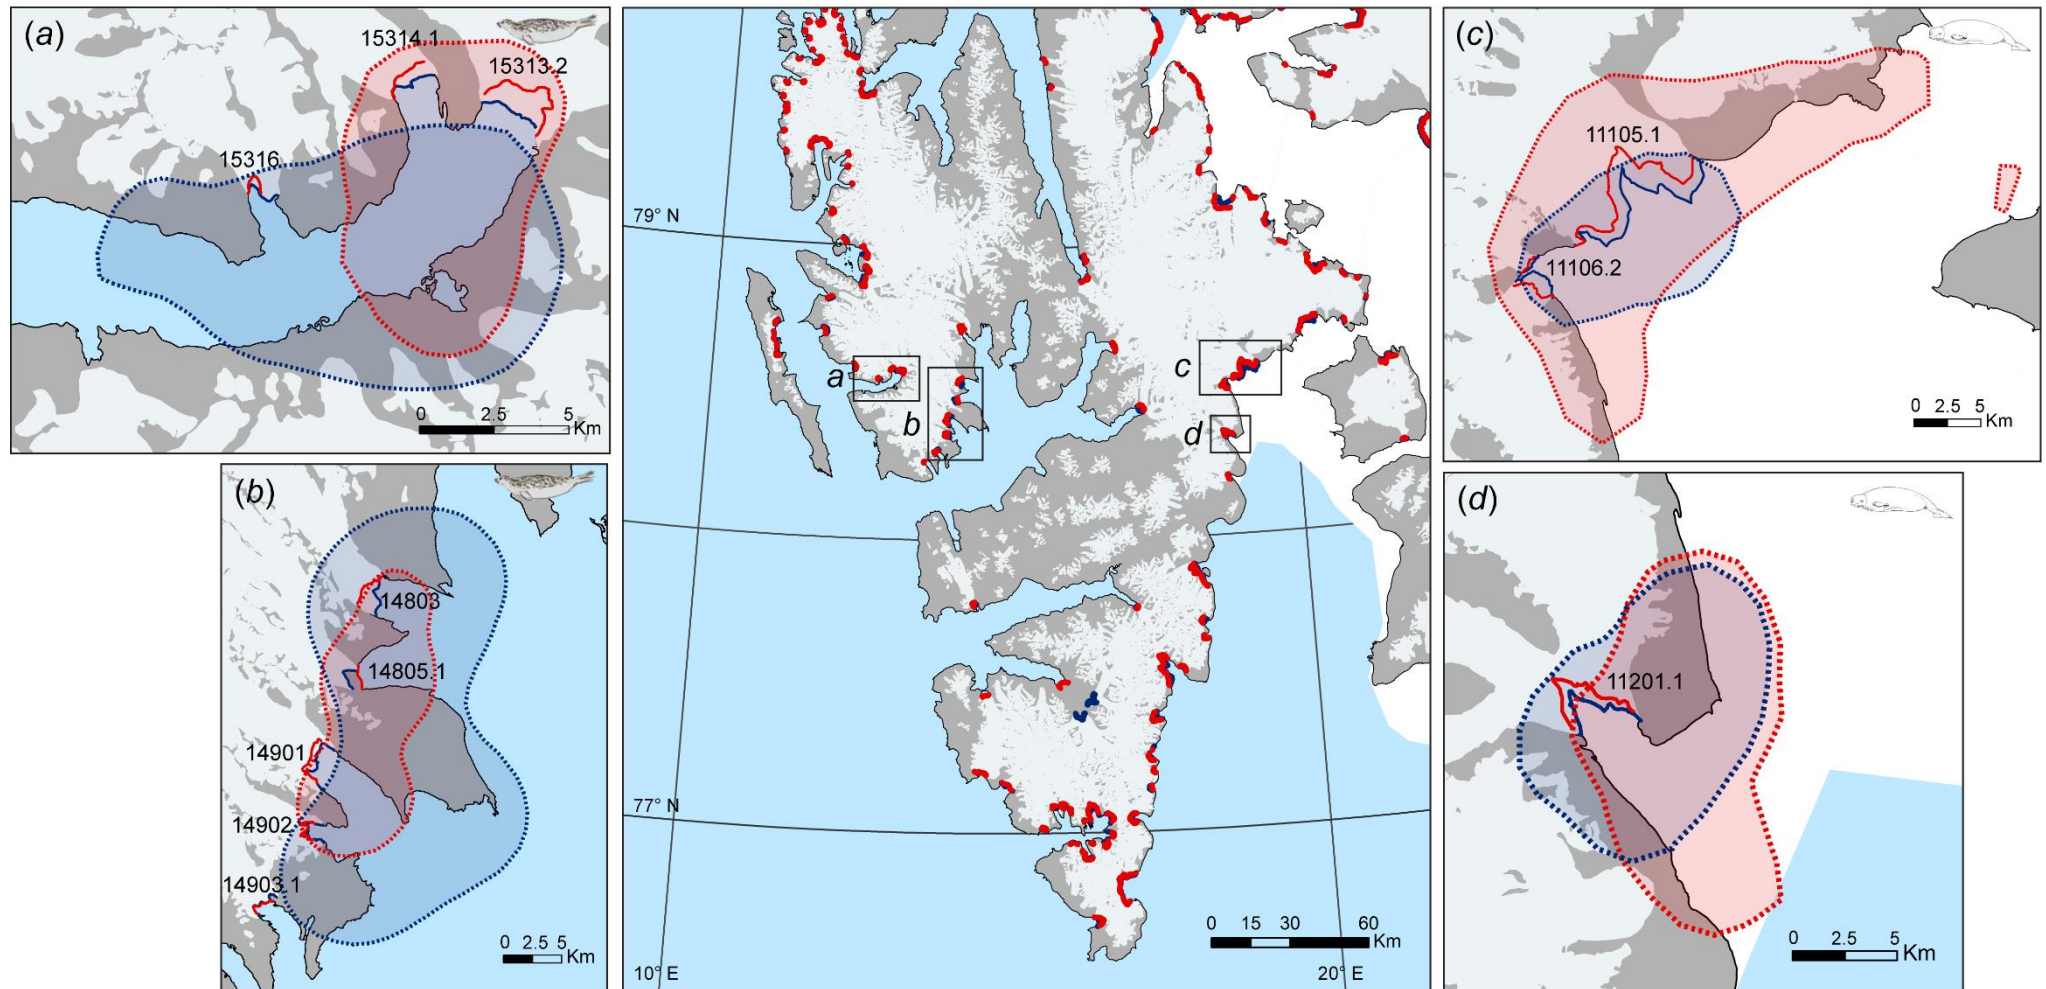 (a)
15314.1
15313.2
15316
0 2.5 5
Km
(b)
14803
14805.1
14901
14902
14903.1
0 2.5 5
Km
79° N
a
b
c
d
77° N
0 15 30 60
Km
10° E
20° E
(c)
11105.1
11106.2
0 2.5 5
Km
(d)
11201.1
0 2.5 5
Km